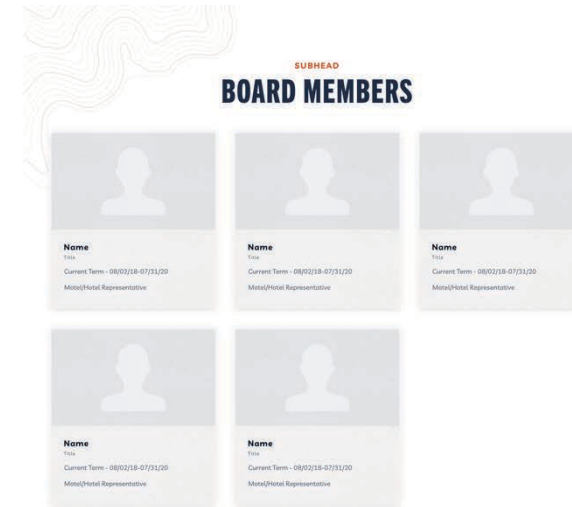 SUBHEAD
BOARD MEMBERS
Name
Title
Current Term - 08/02/18-07/31/20
Motel/Hotel Representative
Name
Title
Current Term - 08/02/18-07/31/20
Motel/Hotel Representative
Name
Title
Current Term - 08/02/18-07/31/20
Motel/Hotel Representative
Name
Title
Current Term - 08/02/18-07/31/20
Motel/Hotel Representative
Name
Title
Current Term - 08/02/18-07/31/20
Motel/Hotel Representative